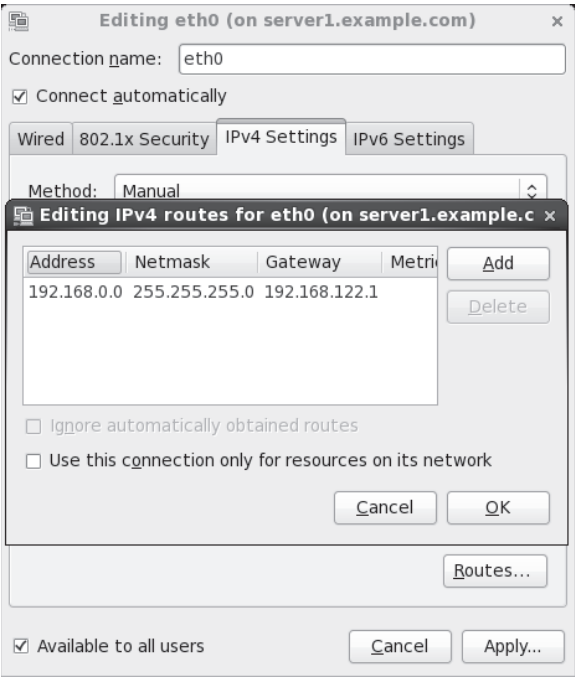 Editing eth0 (on server1.example.com)
Connection name: eth0
Connect automatically
Wired 802.1x Security IPv4 Settings IPv6 Settings
Method: Manual
Editing IPv4 routes for eth0 (on server1.example.c
Address Netmask Gateway Metric
192.168.0.0 255.255.255.0 192.168.122.1
Add
Delete
Ignore automatically obtained routes
Use this connection only for resources on its network
Cancel OK
Routes...
Available to all users Cancel Apply...